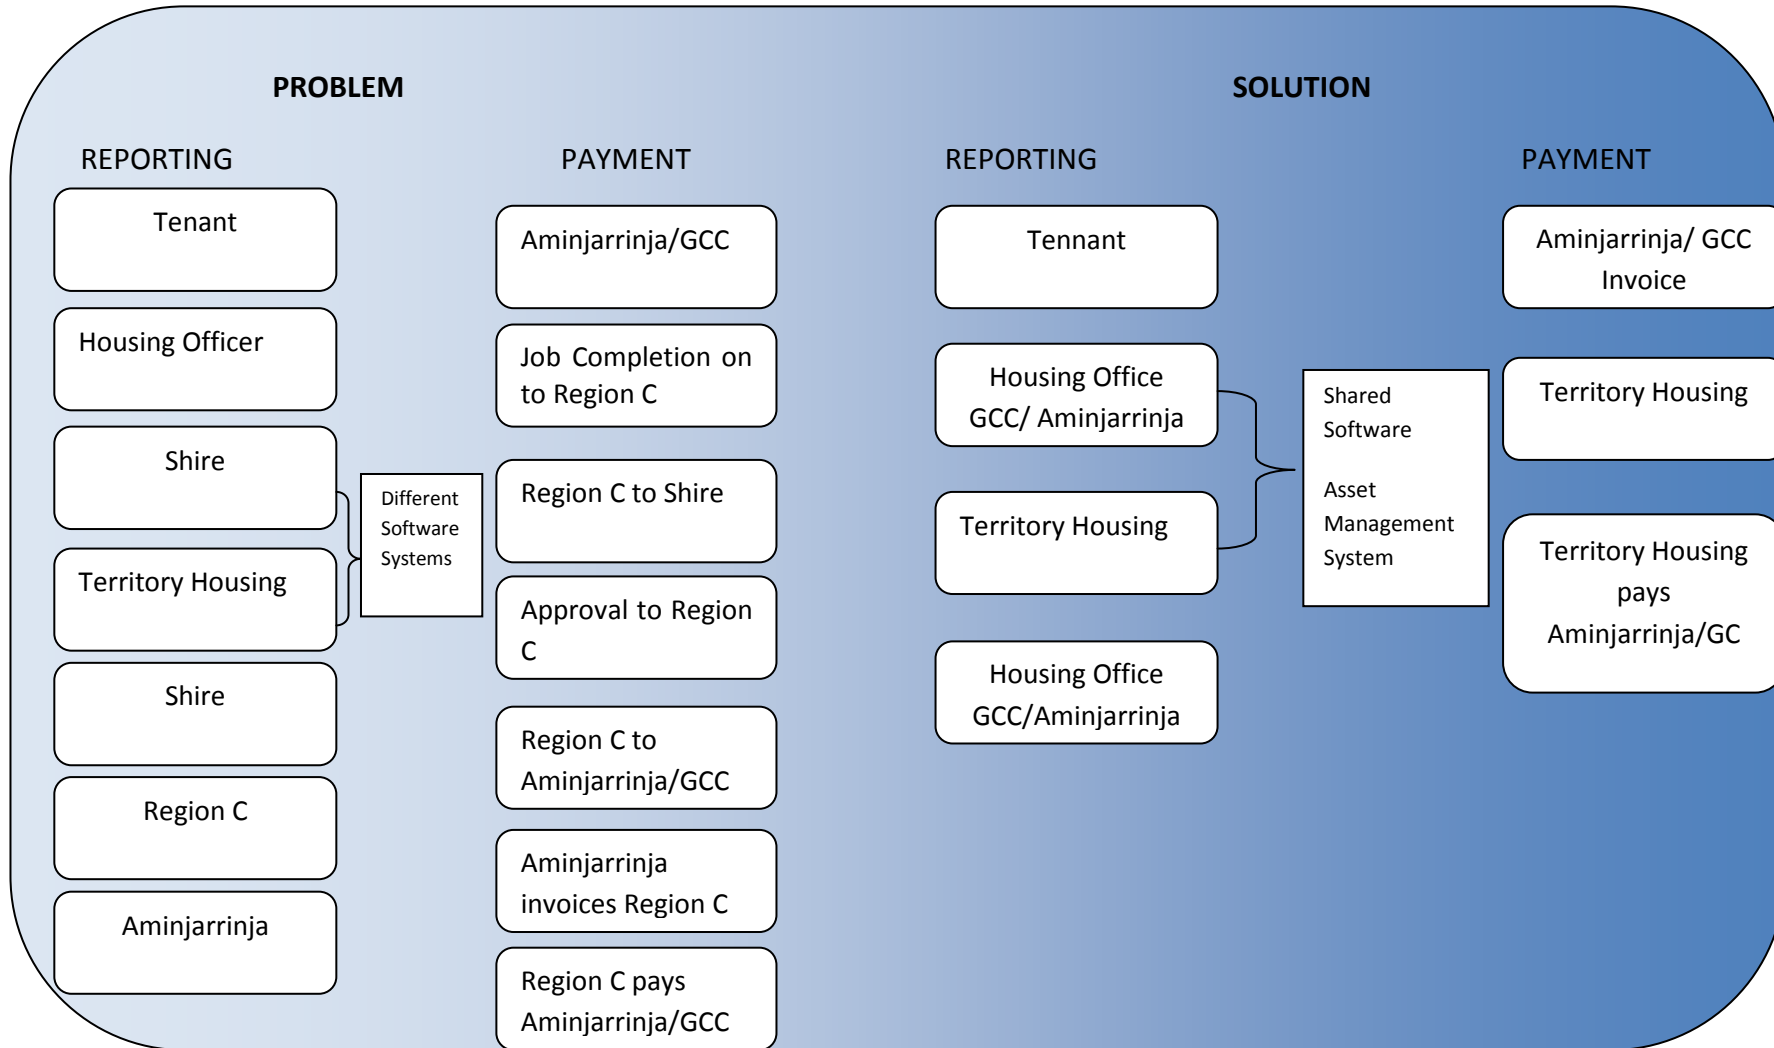 PROBLEM
REPORTING
PAYMENT
Tenant
Housing Officer
Shire
Territory Housing
Shire
Region C
Aminjarrinja
Different
Software
Systems
Aminjarrinja/GCC
Job Completion on
to Region C
Region C to Shire
Approval to Region
C
Region C to
Aminjarrinja/GCC
Aminjarrinja
invoices Region C
Region C pays
Aminjarrinja/GCC
SOLUTION
REPORTING
PAYMENT
Tennant
Housing Office
GCC/ Aminjarrinja
Territory Housing
Housing Office
GCC/Aminjarrinja
Shared
Software
Asset
Management
System
Aminjarrinja/ GCC
Invoice
Territory Housing
Territory Housing
pays
Aminjarrinja/GC